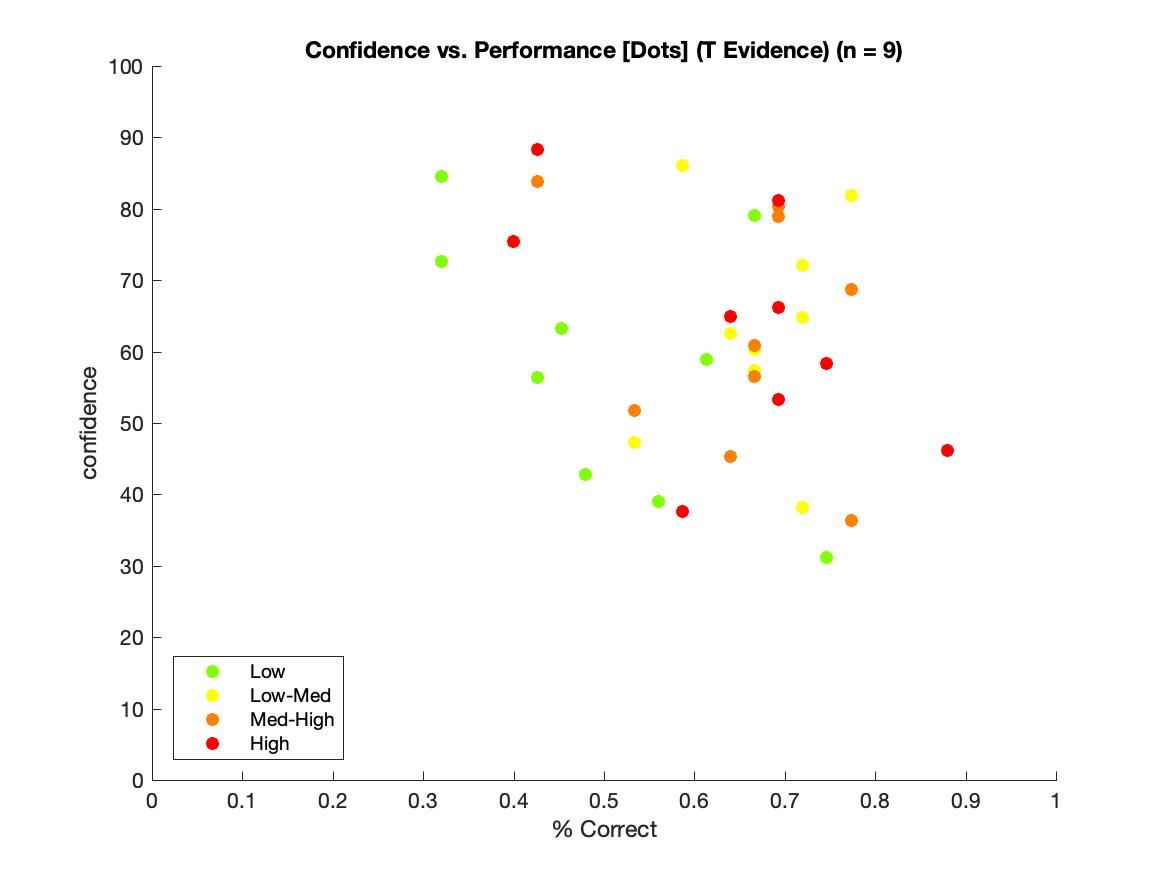 Confidence vs. Performance [Dots] (T Evidence) (n = 9)
100
90
80
70
60
50
40
30
20
10
0
confidence
Low
Low-Med
Med-High
High
0 0.1 0.2 0.3 0.4 0.5 0.6 0.7 0.8 0.9 1
% Correct